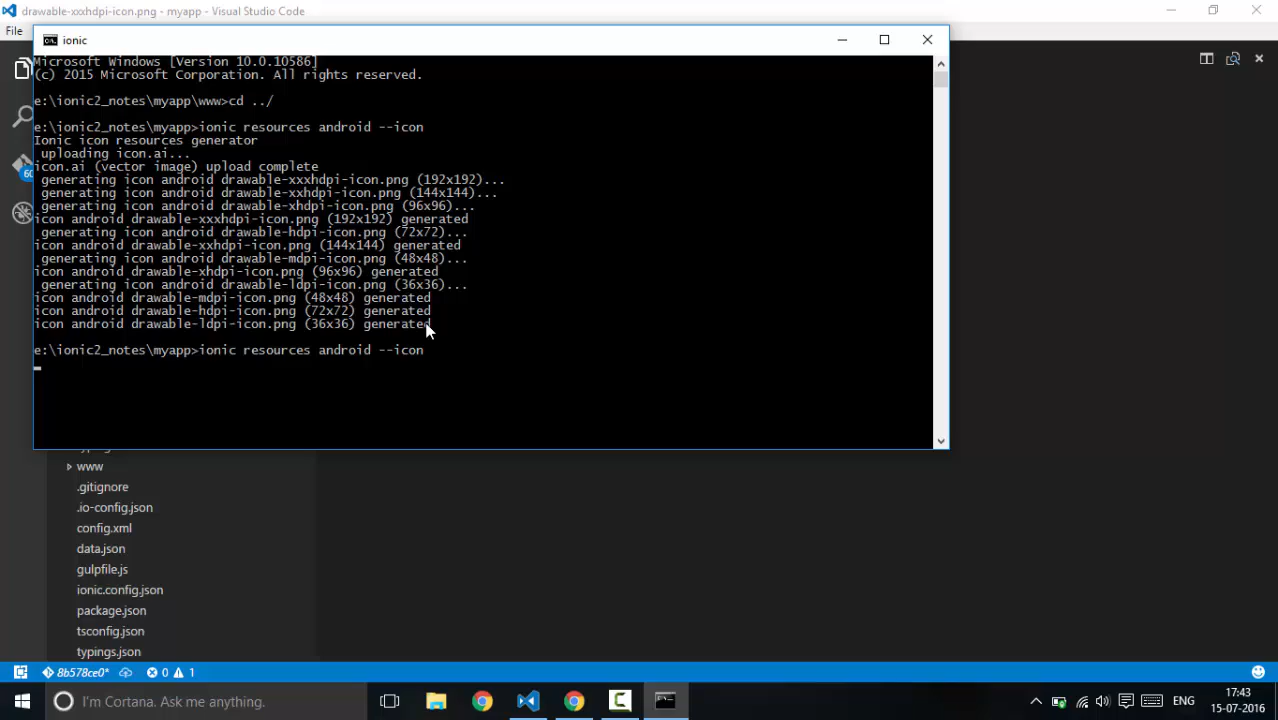 drawable-xxxhdpi-icon.png - myapp - Visual Studio Code
File
ionic
Microsoft Windows [Version 10.0.10586]
(c) 2015 Microsoft Corporation. All rights reserved.
e:\ionic2_notes\myapp\www>cd ../
e:\ionic2_notes\myapp>ionic resources android --icon
Ionic icon resources generator
uploading icon.ai...
icon.ai (vector image) upload complete
generating icon android drawable-xxxhdpi-icon.png (192x192)...
generating icon android drawable-xxhdpi-icon.png (144x144)...
generating icon android drawable-xhdpi-icon.png (96x96)...
icon android drawable-xxxhdpi-icon.png (192x192) generated
generating icon android drawable-hdpi-icon.png (72x72)...
icon android drawable-xxhdpi-icon.png (144x144) generated
generating icon android drawable-mdpi-icon.png (48x48)...
icon android drawable-xhdpi-icon.png (96x96) generated
generating icon android drawable-ldpi-icon.png (36x36)...
icon android drawable-mdpi-icon.png (48x48) generated
icon android drawable-hdpi-icon.png (72x72) generated
icon android drawable-ldpi-icon.png (36x36) generated
e:\ionic2_notes\myapp>ionic resources android --icon
60
www
.gitignore
.io-config.json
config.xml
data.json
gulpfile.js
ionic.config.json
package.json
tsconfig.json
typings.json
8b578ce0* 0 1
I'm Cortana. Ask me anything.
ENG
17:43
15-07-2016